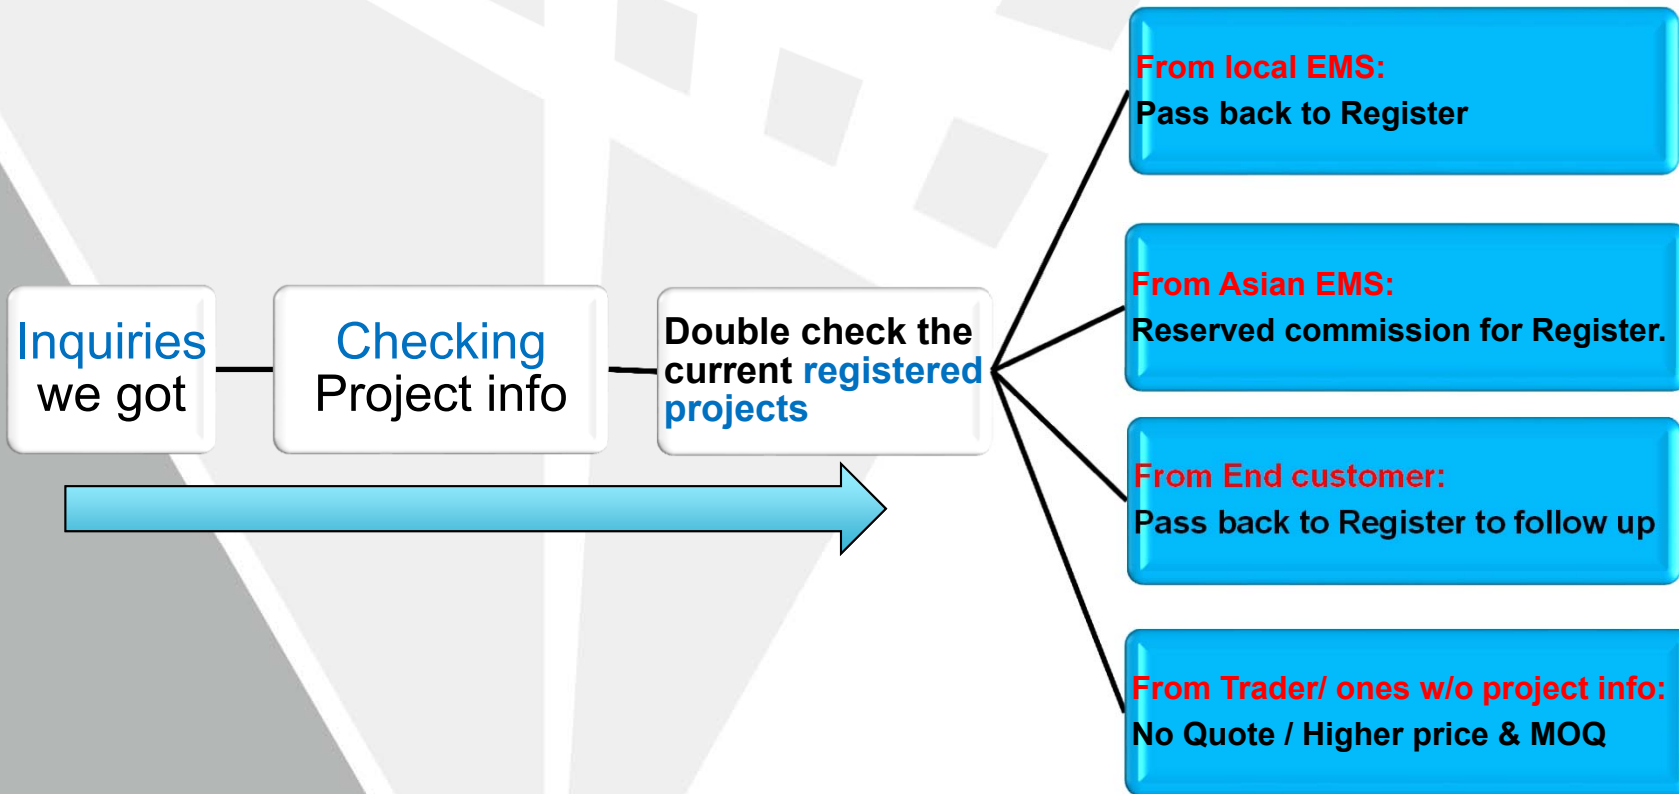 Inquiries
we got
Checking
Project info
Double check the
current registered
projects
From local EMS:
Pass back to Register
From Asian EMS:
Reserved commission for Register.
From End customer:
Pass back to Register to follow up
From Trader/ ones w/o project info:
No Quote / Higher price & MOQ